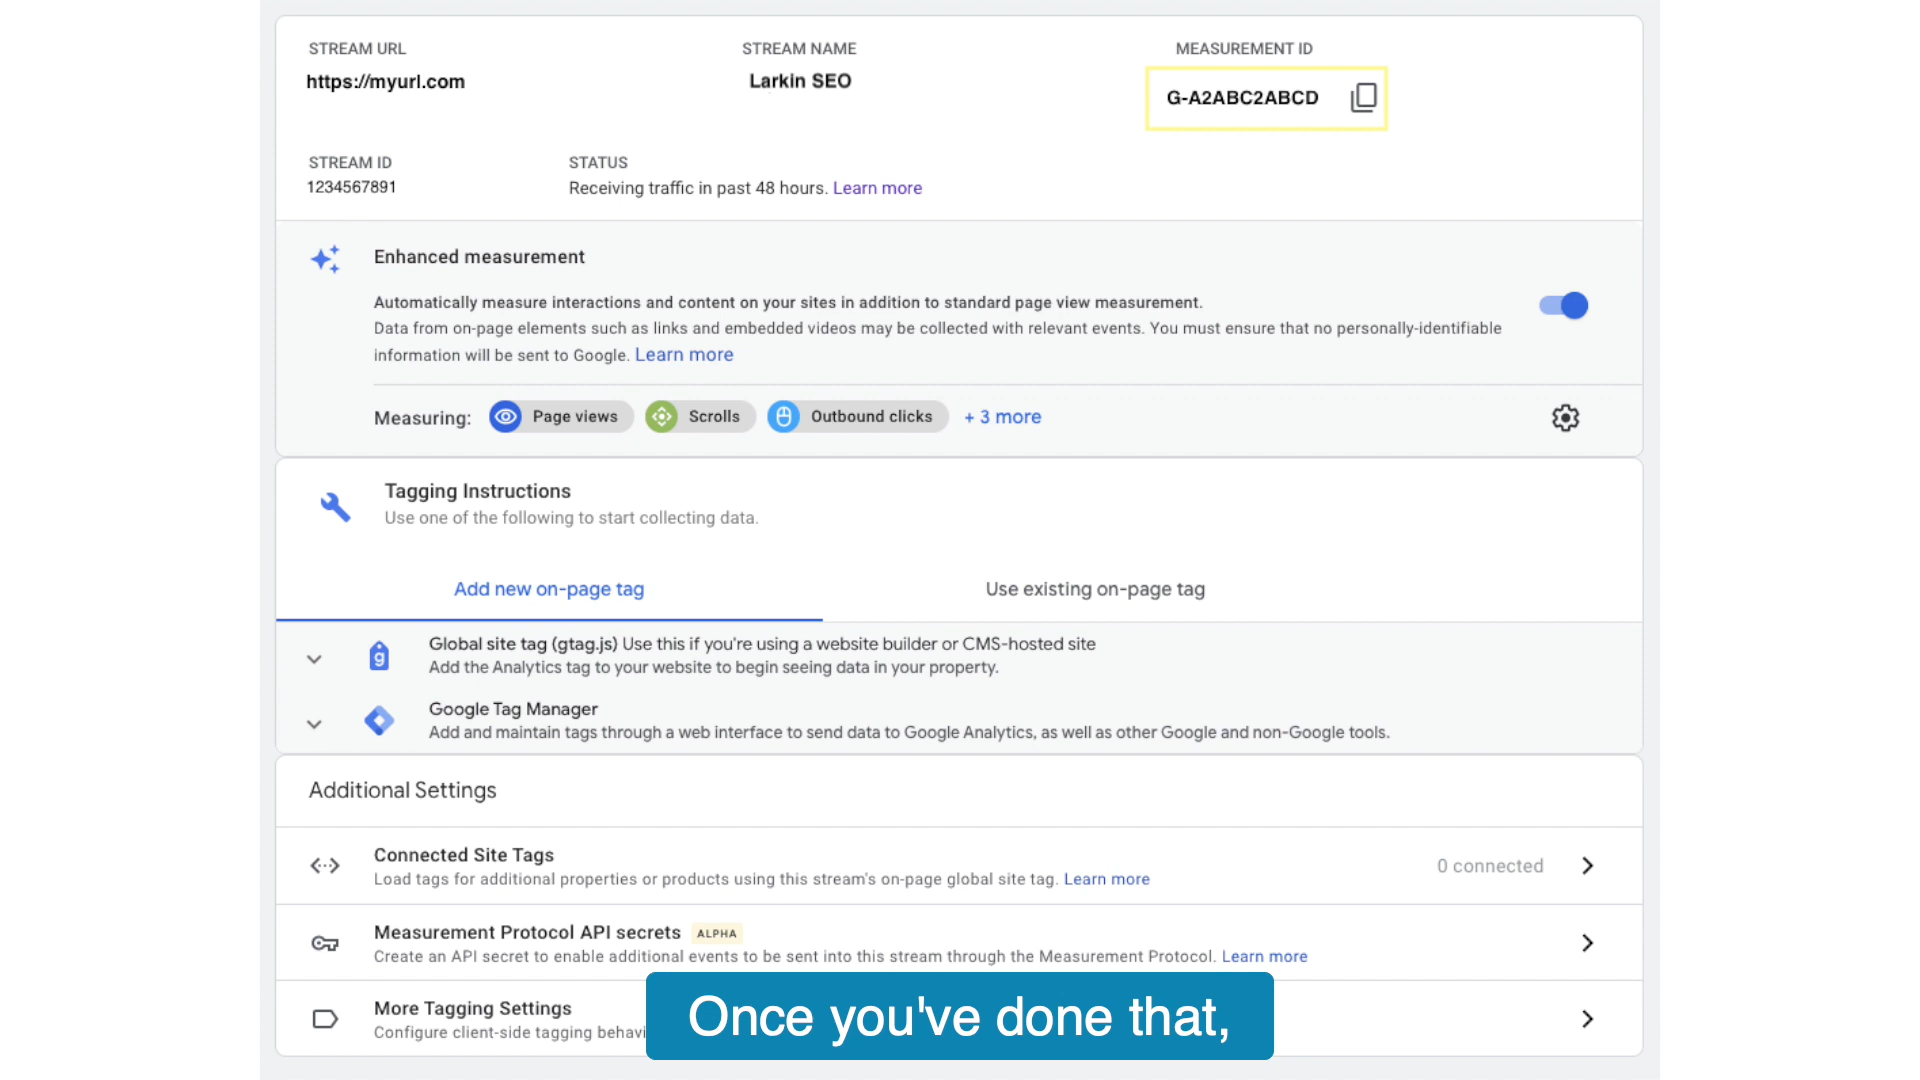 STREAM URL
STREAM NAME
MEASUREMENT ID
https://myurl.com
Larkin SEO
G-A2ABC2ABCD
STREAM ID
STATUS
1234567891
Receiving traffic in past 48 hours. Learn more
Enhanced measurement
Automatically measure interactions and content on your sites in addition to standard page view measurement.
Data from on-page elements such as links and embedded videos may be collected with relevant events. You must ensure that no personally-identifiable
information will be sent to Google. Learn more
Measuring:
Page views
Scrolls
Outbound clicks
+ 3 more
Tagging Instructions
Use one of the following to start collecting data.
Add new on-page tag
Use existing on-page tag
Global site tag (gtag.js) Use this if you're using a website builder or CMS-hosted site
Add the Analytics tag to your website to begin seeing data in your property.
g
Google Tag Manager
Add and maintain tags through a web interface to send data to Google Analytics, as well as other Google and non-Google tools.
Additional Settings
Connected Site Tags
Load tags for additional properties or products using this stream's on-page global site tag. Learn more
0 connected
Measurement Protocol API secrets ALPHA
Create an API secret to enable additional events to be sent into this stream through the Measurement Protocol. Learn more
More Tagging Settings
Configure client-side tagging
Once you've done that,